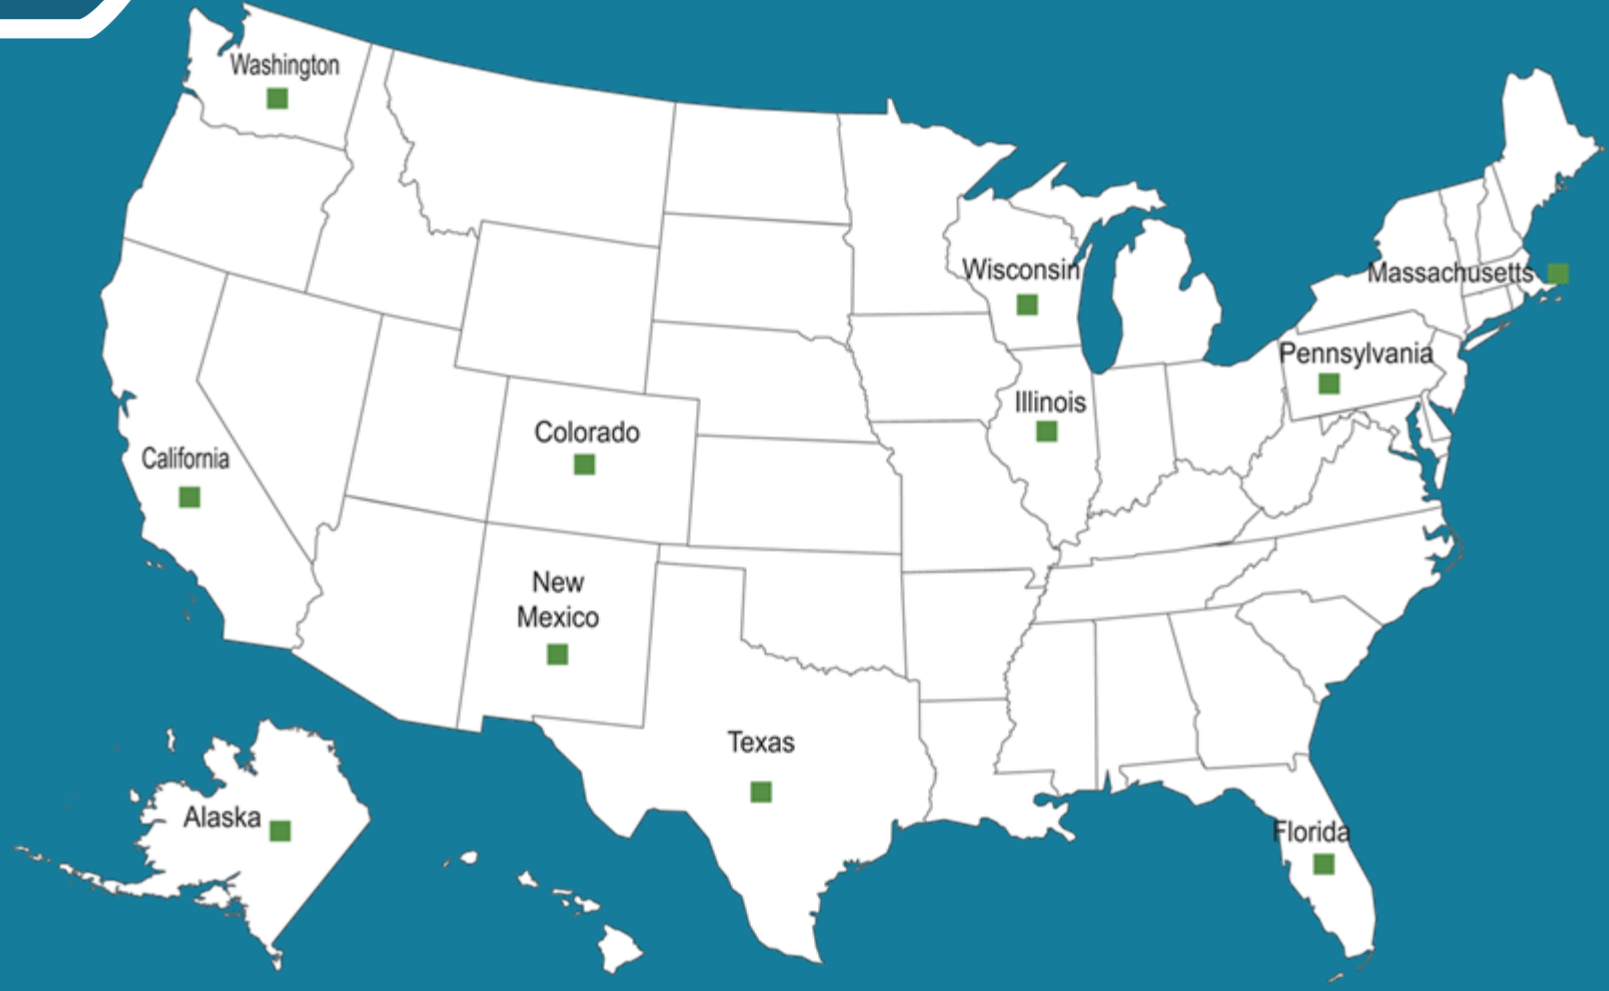 Washington
Wisconsin
Massachusetts
Pennsylvania
Illinois
Colorado
California
New
Mexico
Texas
Alaska
Florida